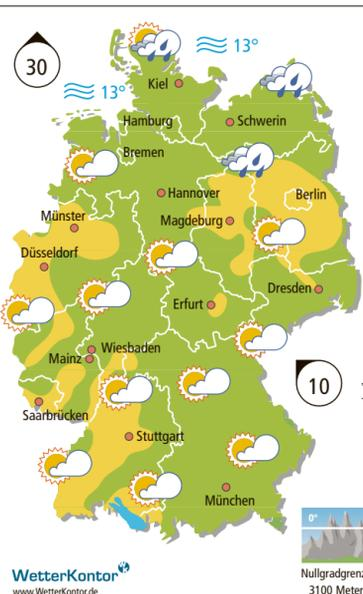 30
13°
Kiel
13°
Hamburg
Schwerin
Bremen
Hannover
Berlin
Münster
Magdeburg
Düsseldorf
Dresden
Erfurt
Wiesbaden
Mainz
10
Saarbrücken
Stuttgart
München
0°
WetterKontor
www.WetterKontor.de
Nullgradgrenz
3100 Meter